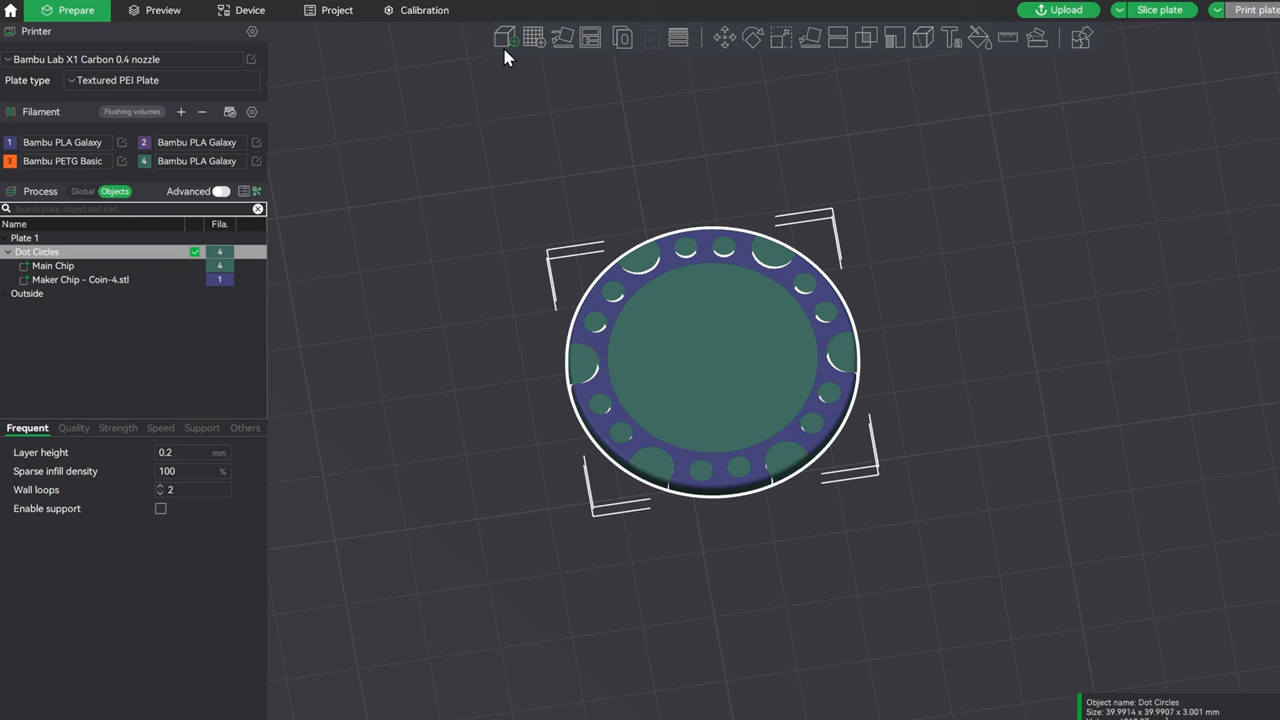 Prepare
Preview
Device
Project
Calibration
Upload
Slice plate
Print plate
Printer
Bambu Lab X1 Carbon 0.4 nozzle
Plate type
Textured PEI Plate
Filament
Flushing volumes
1 Bambu PLA Galaxy
2 Bambu PLA Galaxy
3 Bambu PETG Basic
4 Bambu PLA Galaxy
Process
Global
Objects
Advanced
Search plate, object and part.
Name
Fila.
Plate 1
Dot Circles
4
Main Chip
4
Maker Chip - Coin-4.stl
1
Outside
Frequent
Quality
Strength
Speed
Support
Others
Layer height
0.2 mm
Sparse infill density
100 %
Wall loops
2
Enable support
Object name: Dot Circles
Size: 39.9914 x 39.9907 x 3.001 mm